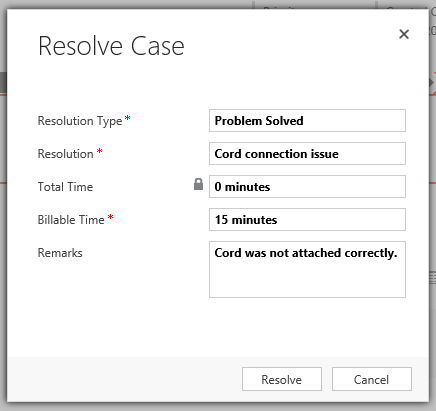 Resolve Case
Resolution Type * Problem Solved
Resolution * Cord connection issue
Total Time 0 minutes
Billable Time * 15 minutes
Remarks Cord was not attached correctly.
Resolve Cancel